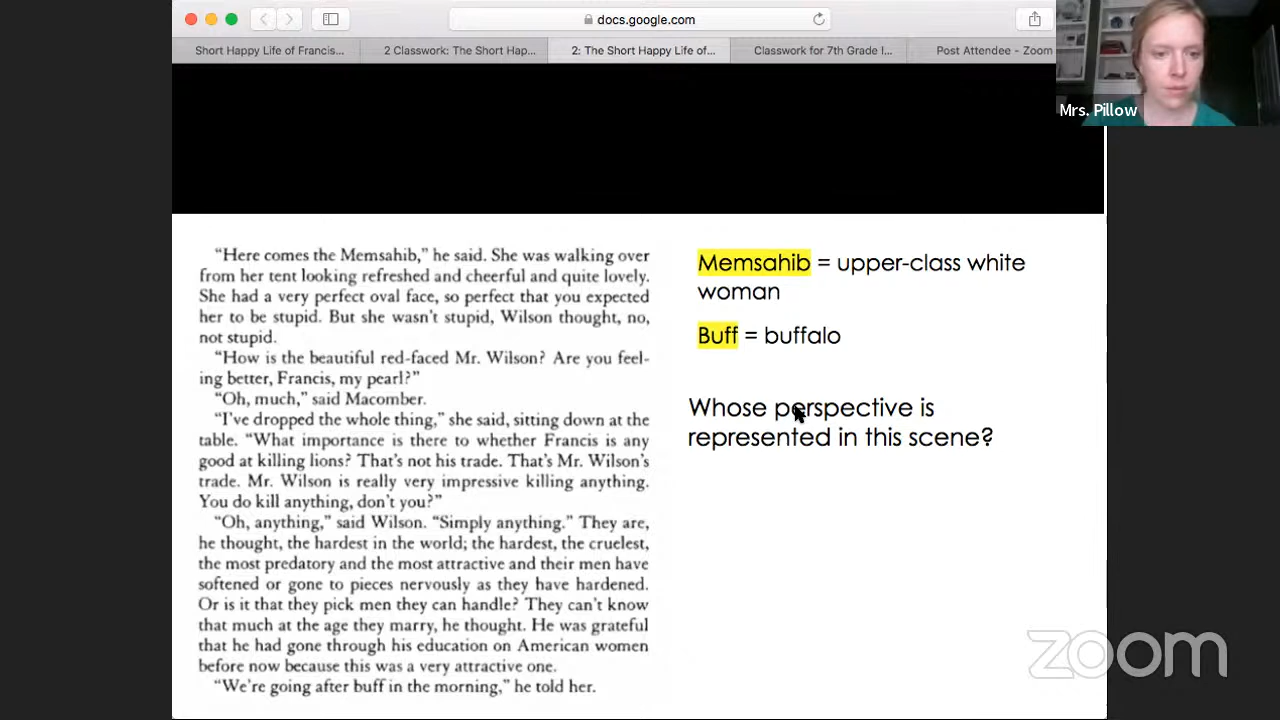 docs.google.com
Short Happy Life of Francis...
2 Classwork: The Short Hap...
2: The Short Happy Life of...
Classwork for 7th Grade I...
Post Attendee - Zoom
Mrs. Pillow
“Here comes the Memsahib,” he said. She was walking over
from her tent looking refreshed and cheerful and quite lovely.
She had a very perfect oval face, so perfect that you expected
her to be stupid. But she wasn’t stupid, Wilson thought, no,
not stupid.
“How is the beautiful red-faced Mr. Wilson? Are you feel-
ing better, Francis, my pearl?”
“Oh, much,” said Macomber.
“I’ve dropped the whole thing,” she said, sitting down at the
table. “What importance is there to whether Francis is any
good at killing lions? That’s not his trade. That’s Mr. Wilson’s
trade. Mr. Wilson is really very impressive killing anything.
You do kill anything, don’t you?”
“Oh, anything,” said Wilson. “Simply anything.” They are,
he thought, the hardest in the world; the hardest, the cruelest,
the most predatory and the most attractive and their men have
softened or gone to pieces nervously as they have hardened.
Or is it that they pick men they can handle? They can’t know
that much at the age they marry, he thought. He was grateful
that he had gone through his education on American women
before now because this was a very attractive one.
“We’re going after buff in the morning,” he told her.
Memsahib = upper-class white
woman
Buff = buffalo
Whose perspective is
represented in this scene?
zoom